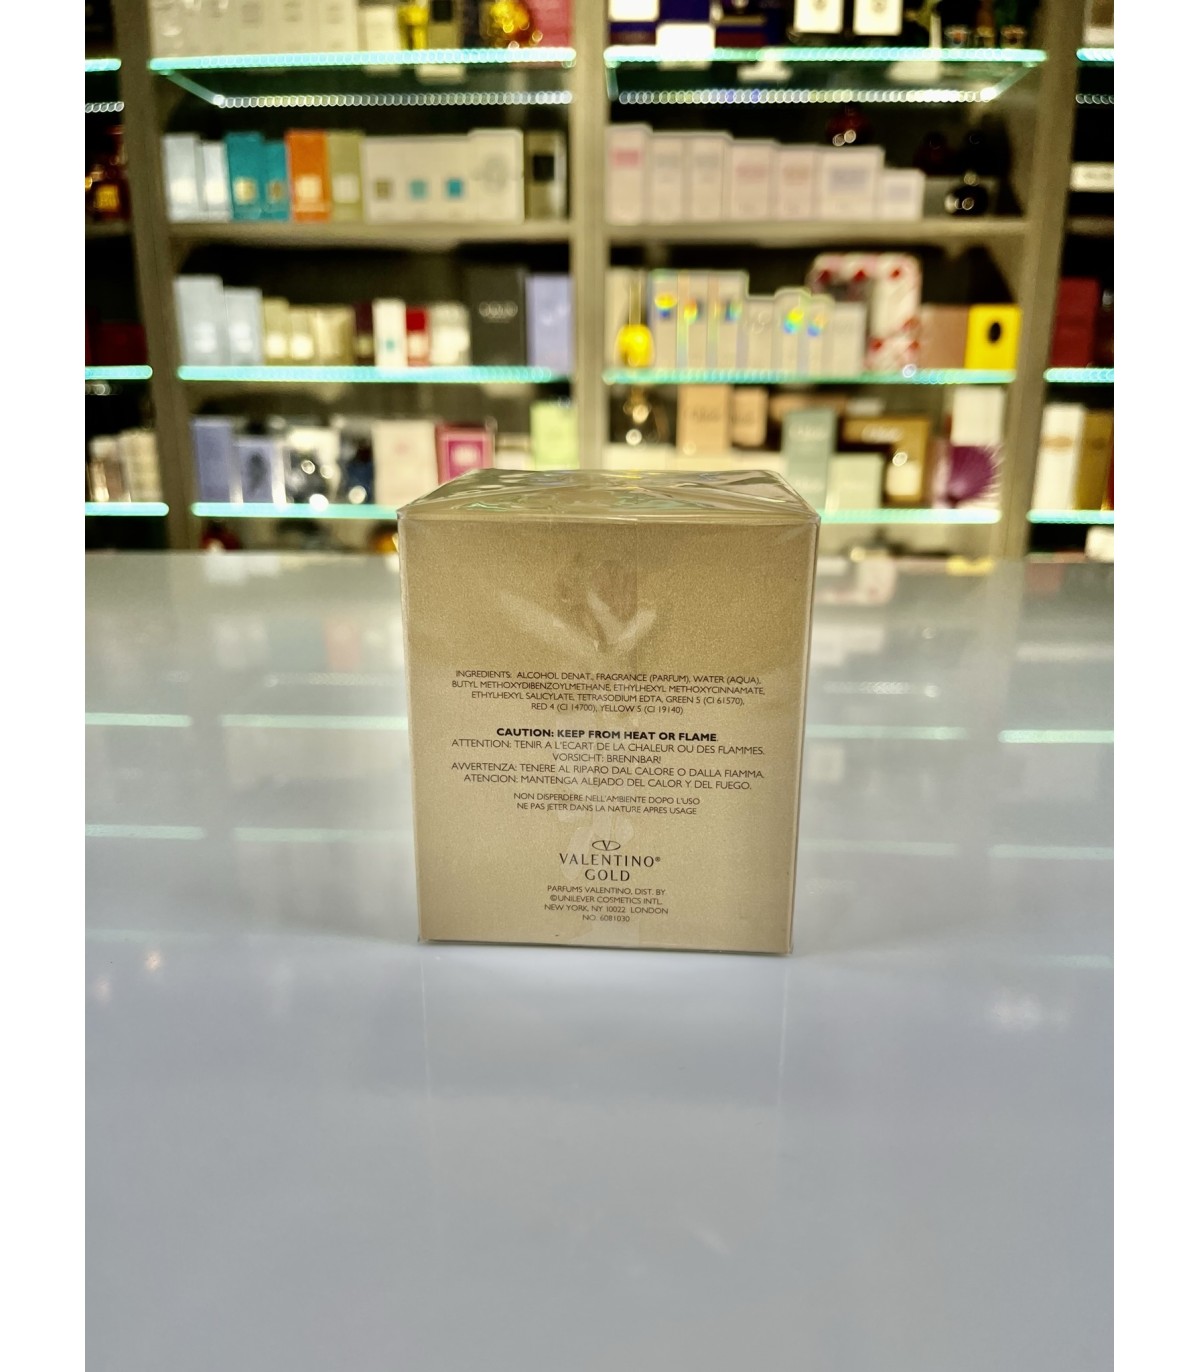 INGREDIENTS: ALCOHOL DENAT., FRAGRANCE (PARFUM), WATER (AQUA),
BUTYL METHOXYDIBENZOYLMETHANE, ETHYLHEXYL METHOXYCINNAMATE,
ETHYLHEXYL SALICYLATE, TETRASODIUM EDTA, GREEN 5 (CI 61570),
RED 4 (CI 14700), YELLOW 5 (CI 19140)
CAUTION: KEEP FROM HEAT OR FLAME.
ATTENTION: TENIR A L'ECART DE LA CHALEUR OU DES FLAMMES.
VORSICHT: BRENNBAR!
AVVERTENZA: TENERE AL RIPARO DAL CALORE O DALLA FIAMMA.
ATENCION: MANTENGA ALEJADO DEL CALOR Y DEL FUEGO.
NON DISPERDERE NELL'AMBIENTE DOPO L'USO
NE PAS JETER DANS LA NATURE APRES USAGE
V
VALENTINO®
GOLD
PARFUMS VALENTINO, DIST. BY.
©UNILEVER COSMETICS INTL.
NEW YORK, NY 10022 LONDON
NO. 6081030